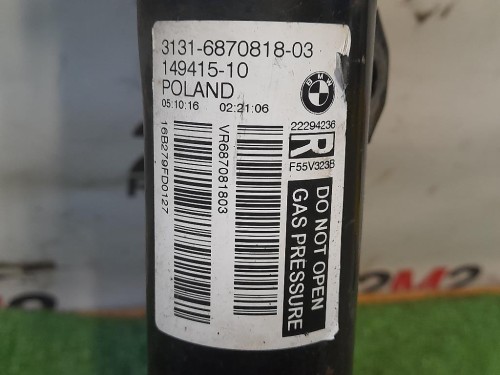 3131-6870818-03
149415-10
POLAND
05:10:16 02:21:06
BMW
22294236
R
F55V323B
16B279FD0127
VR687081803
DO NOT OPEN
GAS PRESSURE